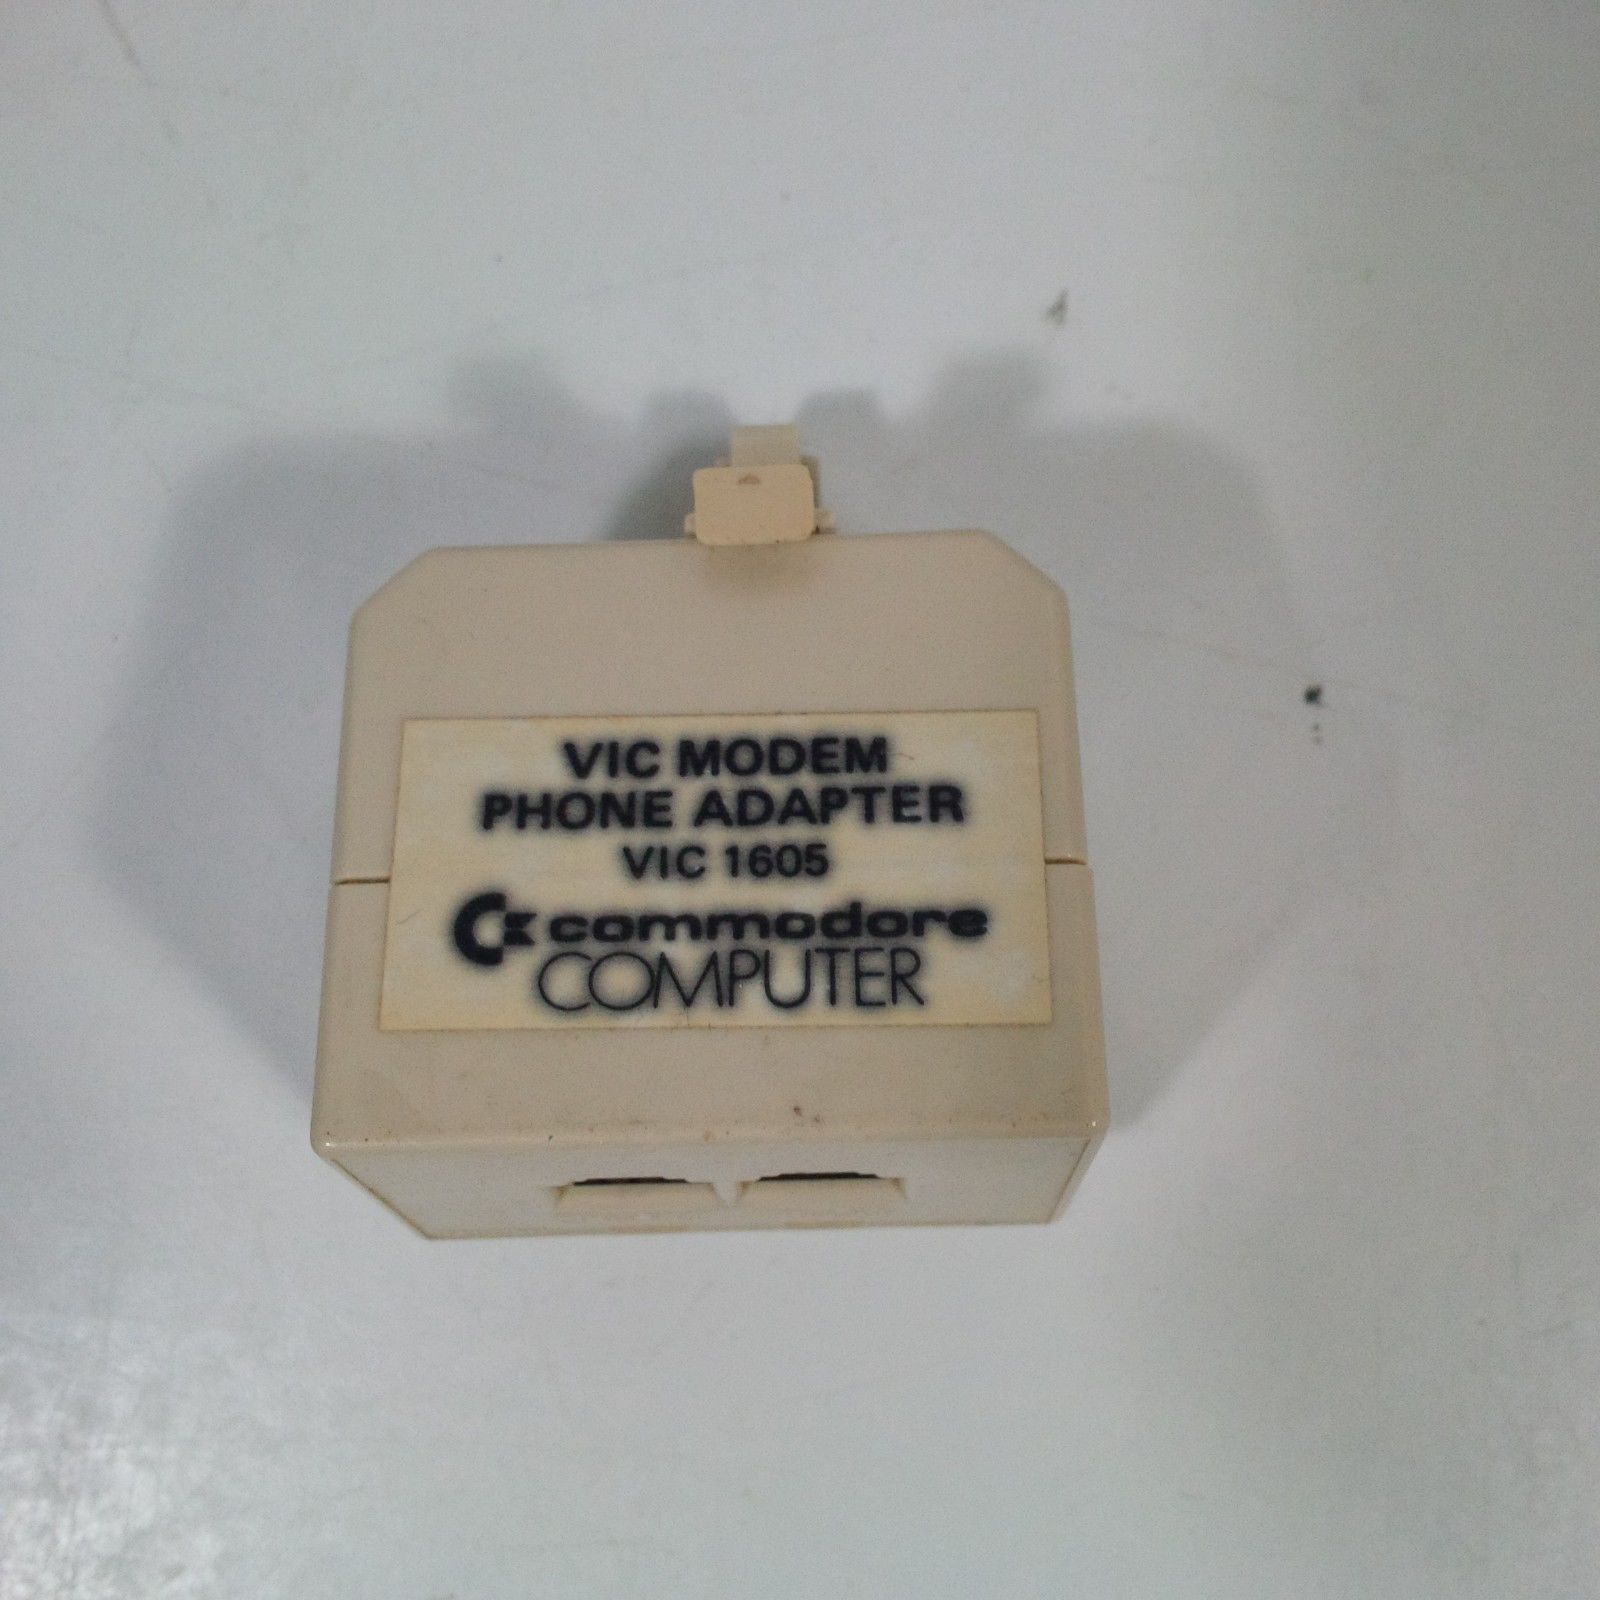 VIC MODEM
PHONE ADAPTER
VIC 1605
commodore
COMPUTER